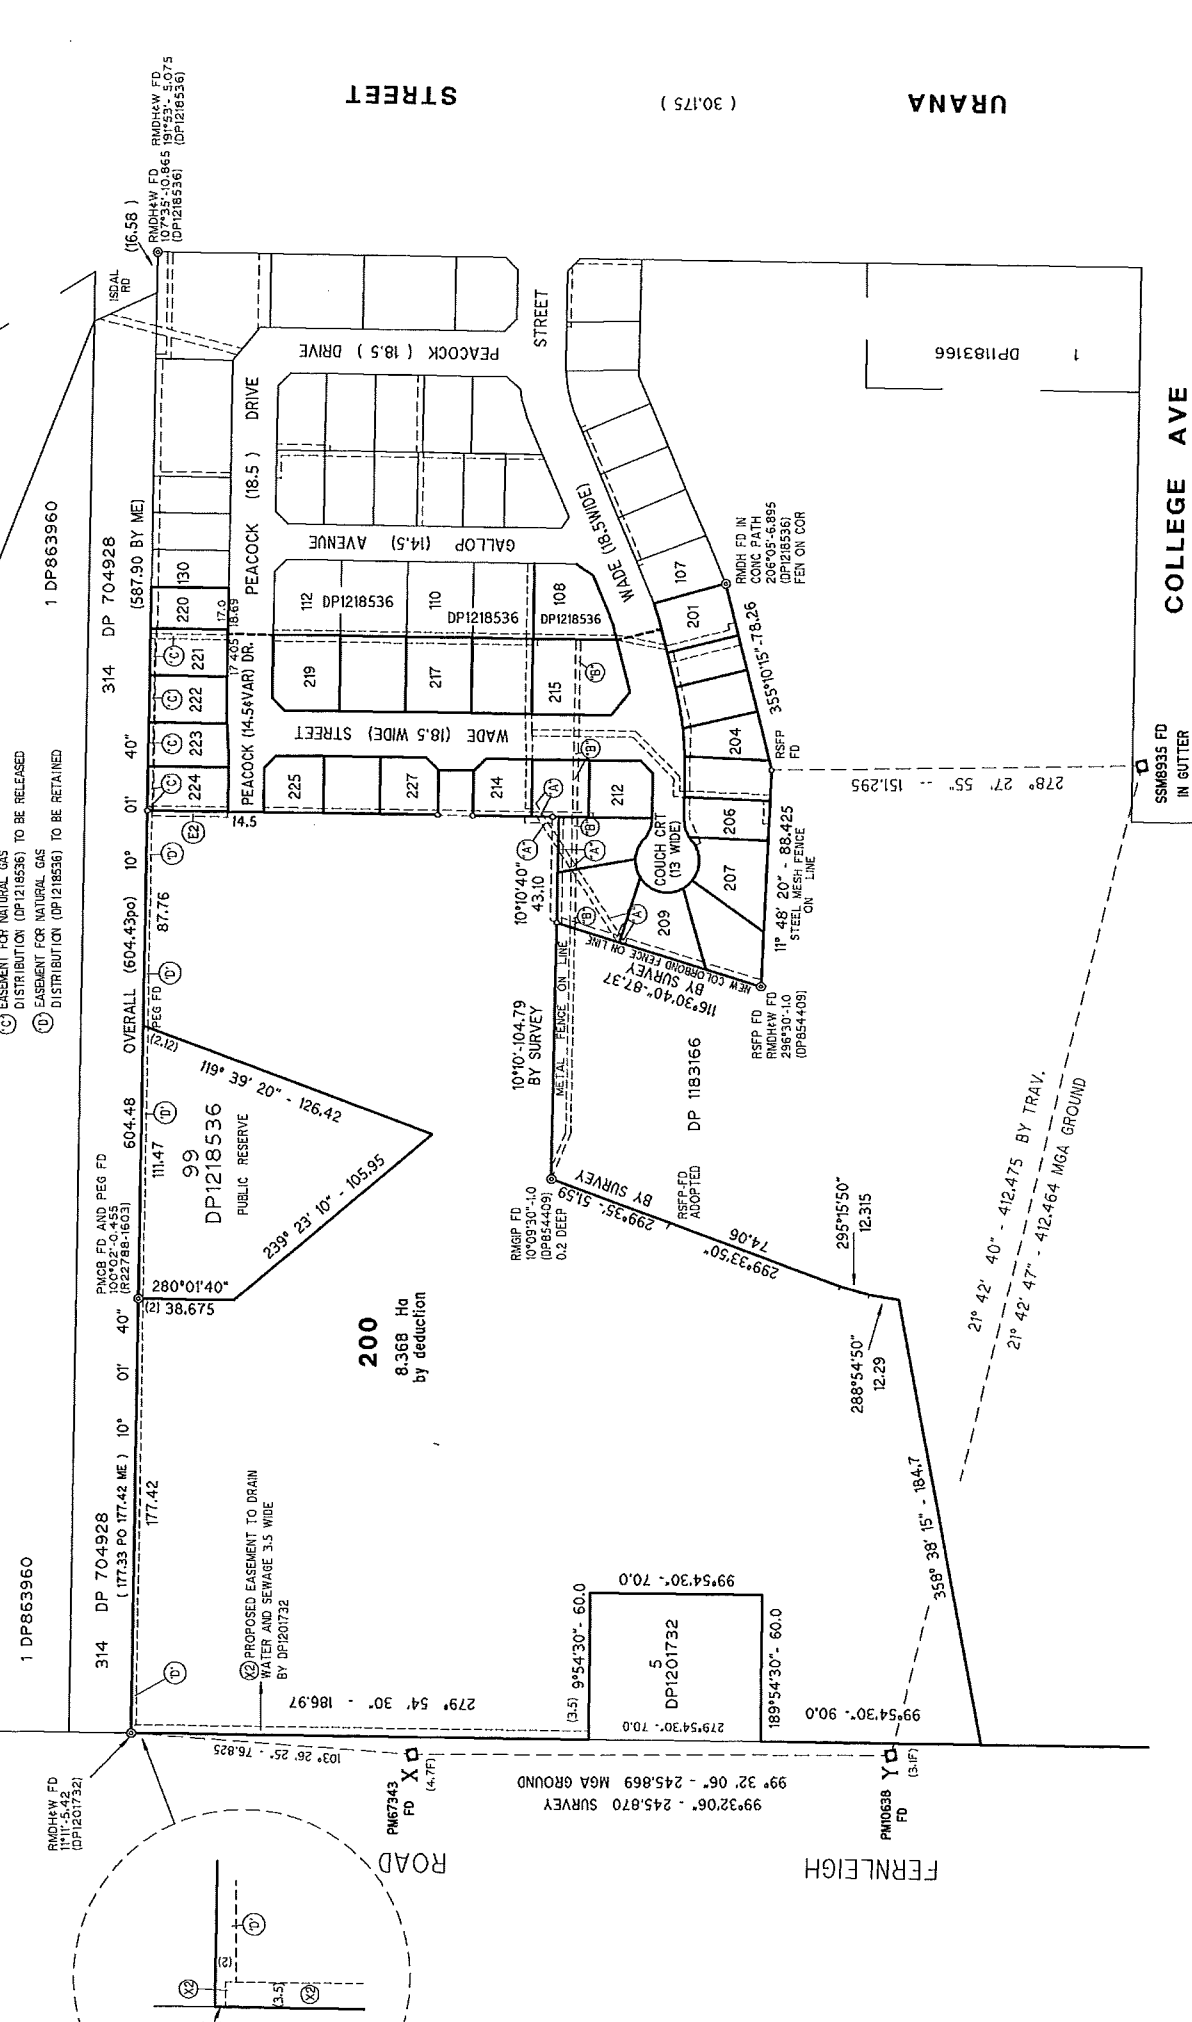 STREET
( 30.175 )
URANA
RMDH&W FD
107°35'-10.865
(DP1218536)
RMDH&W FD
191°53'- 5.075
(DP1218536)
(16.58 )
ISDAL
RD
PEACOCK ( 18.5 ) DRIVE
STREET
1 DP1183166
COLLEGE AVE
1 DP863960
314 DP 704928
(587.90 BY ME)
PEACOCK (18.5 ) DRIVE
GALLOP (14.5) AVENUE
WADE (18.5WIDE)
130
220
17.0
18.69
112 DP1218536
110
DP1218536
108
DP1218536
107
201
RMDH FD IN
CONC PATH
206°05'-6.895
(DP1218536)
FEN ON COR
355°10'15"-78.26
'C'
221
17.405
'C'
222
'C'
223
'C'
224
PEACOCK (14.5&VAR) DR.
219
217
215
'B'
WADE (18.5 WIDE) STREET
204
RSFP
FD
278° 27' 55" -- 151.295
SSM8935 FD
IN GUTTER
225
227
214
212
'A'
'B'
206
EASEMENT FOR NATURAL GAS
'C' DISTRIBUTION (DP1218536) TO BE RELEASED
'D' EASEMENT FOR NATURAL GAS
DISTRIBUTION (DP1218536) TO BE RETAINED
10° 01' 40"
OVERALL (604.43po)
604.48
E2
14.5
'D'
87.76
'D'
PEG FD
(2.12)
10°10'40"
43.10
'A'
'B'
'A'
COUCH CRT
(13 WIDE)
207
209
'B'
'A'
11° 48' 20" - 88.425
STEEL MESH FENCE
ON
LINE
NEW COLORBOND FENCE ON LINE
BY SURVEY
116°30'40"-87.37
RSFP FD
RMDH&W FD
296°30'-1.0
(DP854409)
10°10'-104.79
BY SURVEY
METAL FENCE ON LINE
DP 1183166
119° 39' 20" - 126.42
'D'
111.47
99
DP1218536
PUBLIC RESERVE
239° 23' 10" - 105.95
280°01'40"
(2) 38.675
PMCB FD AND PEG FD
100°02'-0.455
(R22788-1603)
RMGIP FD
10°09'30"-1.0
(DP854409)
0.2 DEEP
BY SURVEY
299°35'- 51.59
RSFP-FD
ADOPTED
74.06
299°33'50"
295°15'50"
12.315
288°54'50"
12.29
21° 42' 40" - 412.475 BY TRAV.
21° 42' 47" - 412.464 MGA GROUND
200
8.368 Ha
by deduction
1 DP863960
314 DP 704928
( 177.33 PO 177.42 ME )
10° 01' 40"
177.42
'D'
X2 PROPOSED EASEMENT TO DRAIN
WATER AND SEWAGE 3.5 WIDE
BY DP1201732
279° 54' 30" - 186.97
(3.5) 9°54'30"- 60.0
99°54'30"- 70.0
5
DP1201732
279°54'30"- 70.0
189°54'30"- 60.0
99°54'30"- 90.0
358° 38' 15" - 184.7
RMDH&W FD
11°11'-5.42
(DP1201732)
103° 26' 25" - 76.825
PM67343
FD
X
(4.7F)
99° 32' 06" - 245.869 MGA GROUND
99°32'06" - 245.870 SURVEY
PM10638
FD
Y
(3.1F)
FERNLEIGH ROAD
'D'
(2)
X2
(3.5)
X2